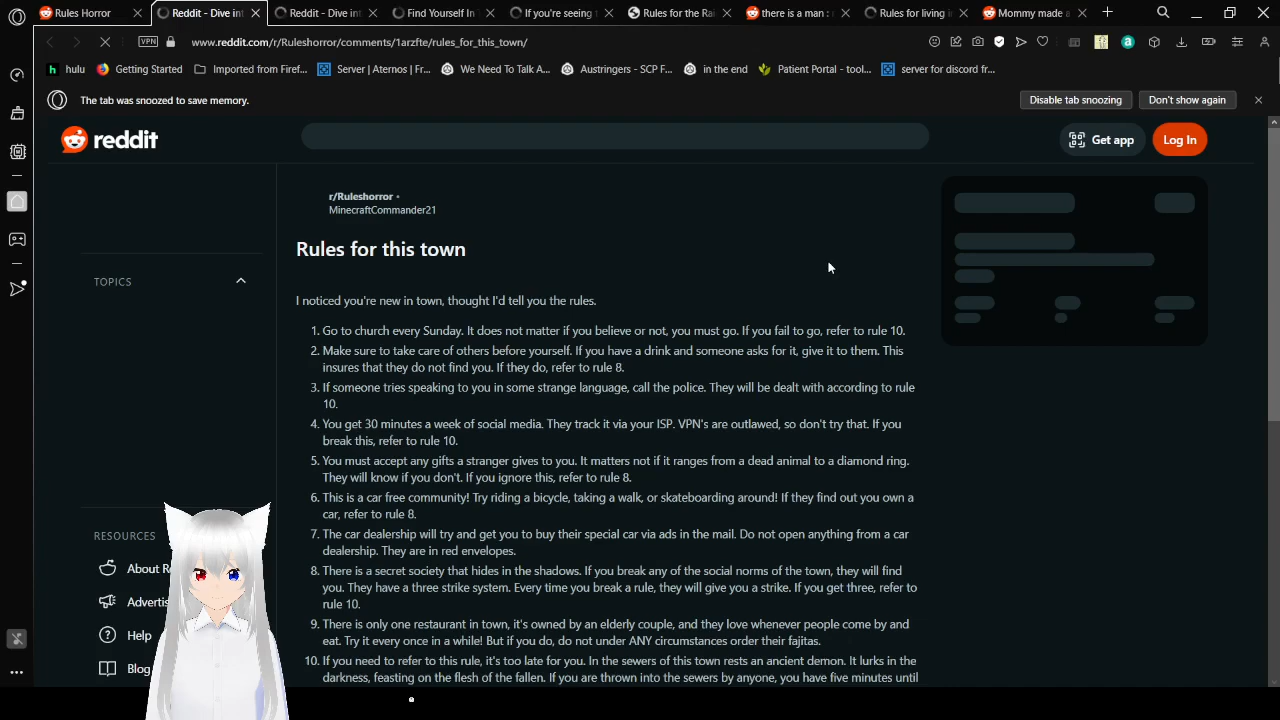 Rules Horror
Reddit - Dive int
Reddit - Dive int
Find Yourself In
If you're seeing t
Rules for the Rai
there is a man : r
Rules for living i
Mommy made a
VPN
www.reddit.com/r/Ruleshorror/comments/1arzfte/rules_for_this_town/
hulu
Getting Started
Imported from Firef...
Server | Aternos | Fr...
We Need To Talk A...
Austringers - SCP F...
in the end
Patient Portal - tool...
server for discord fr...
The tab was snoozed to save memory.
Disable tab snoozing
Don't show again
reddit
Get app
Log In
r/Ruleshorror •
MinecraftCommander21
Rules for this town
TOPICS
I noticed you're new in town, thought I'd tell you the rules.
1. Go to church every Sunday. It does not matter if you believe or not, you must go. If you fail to go, refer to rule 10.
2. Make sure to take care of others before yourself. If you have a drink and someone asks for it, give it to them. This
insures that they do not find you. If they do, refer to rule 8.
3. If someone tries speaking to you in some strange language, call the police. They will be dealt with according to rule
10.
4. You get 30 minutes a week of social media. They track it via your ISP. VPN's are outlawed, so don't try that. If you
break this, refer to rule 10.
5. You must accept any gifts a stranger gives to you. It matters not if it ranges from a dead animal to a diamond ring.
They will know if you don't. If you ignore this, refer to rule 8.
6. This is a car free community! Try riding a bicycle, taking a walk, or skateboarding around! If they find out you own a
car, refer to rule 8.
7. The car dealership will try and get you to buy their special car via ads in the mail. Do not open anything from a car
dealership. They are in red envelopes.
8. There is a secret society that hides in the shadows. If you break any of the social norms of the town, they will find
you. They have a three strike system. Every time you break a rule, they will give you a strike. If you get three, refer to
rule 10.
9. There is only one restaurant in town, it's owned by an elderly couple, and they love whenever people come by and
eat. Try it every once in a while! But if you do, do not under ANY circumstances order their fajitas.
10. If you need to refer to this rule, it's too late for you. In the sewers of this town rests an ancient demon. It lurks in the
darkness, feasting on the flesh of the fallen. If you are thrown into the sewers by anyone, you have five minutes until
RESOURCES
About Re
Advertis
Help
Blog